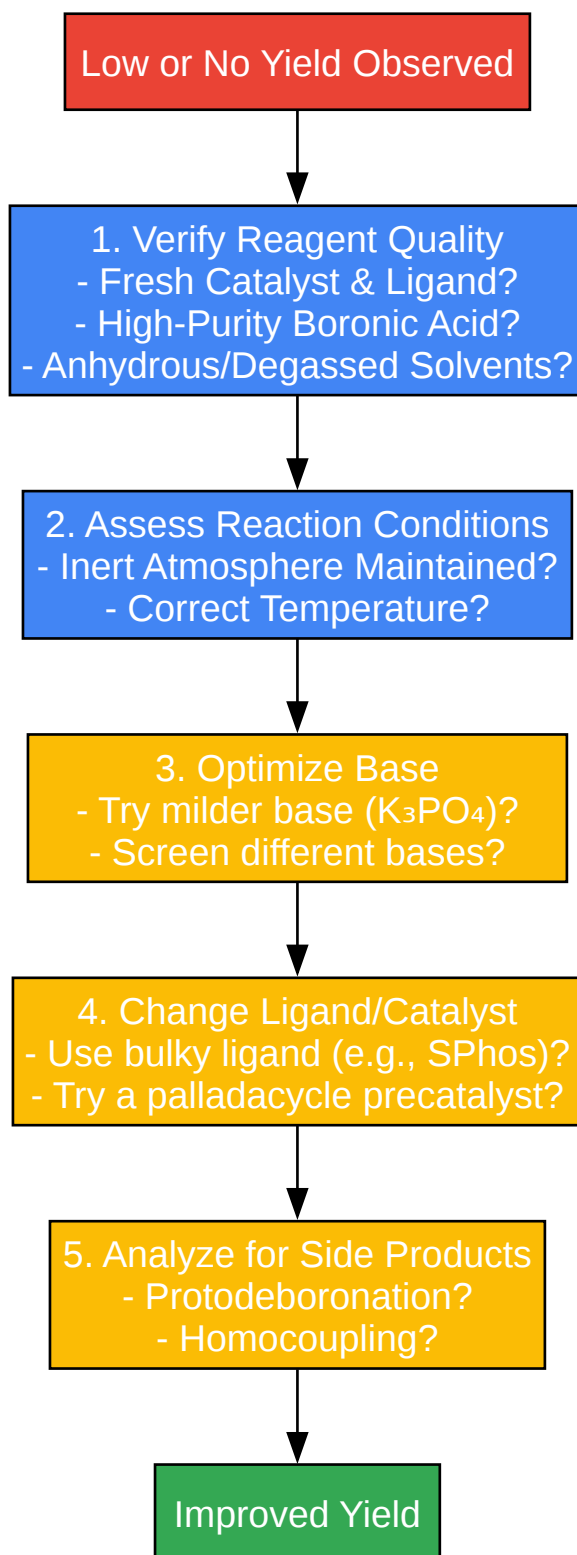 Low or No Yield Observed
1. Verify Reagent Quality
- Fresh Catalyst & Ligand?
- High-Purity Boronic Acid?
- Anhydrous/Degassed Solvents?
2. Assess Reaction Conditions
- Inert Atmosphere Maintained?
- Correct Temperature?
3. Optimize Base
- Try milder base (K₃PO₄)?
- Screen different bases?
4. Change Ligand/Catalyst
- Use bulky ligand (e.g., SPhos)?
- Try a palladacycle precatalyst?
5. Analyze for Side Products
- Protodeboronation?
- Homocoupling?
Improved Yield